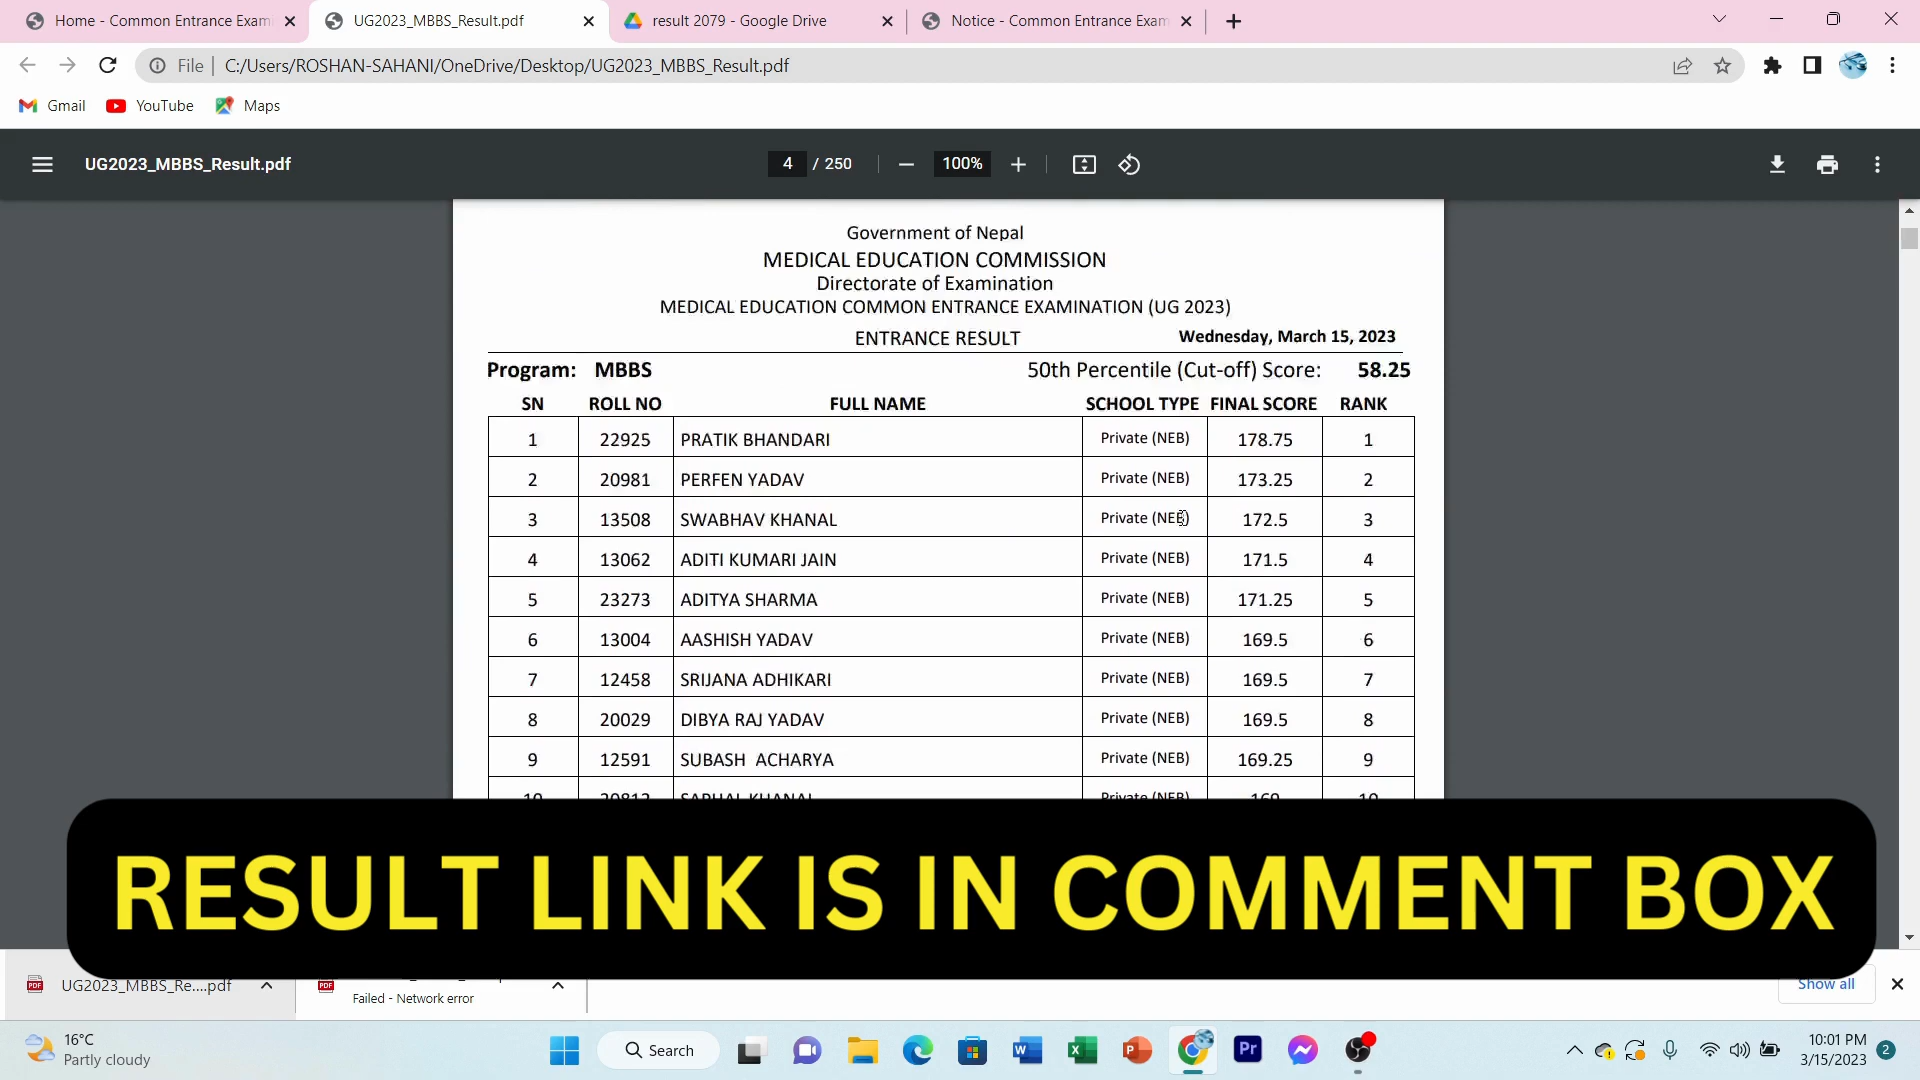 Home - Common Entrance Exami
UG2023_MBBS_Result.pdf
result 2079 - Google Drive
Notice - Common Entrance Exam
File
C:/Users/ROSHAN-SAHANI/OneDrive/Desktop/UG2023_MBBS_Result.pdf
Gmail
YouTube
Maps
UG2023_MBBS_Result.pdf
4 / 250
100%
Government of Nepal
MEDICAL EDUCATION COMMISSION
Directorate of Examination
MEDICAL EDUCATION COMMON ENTRANCE EXAMINATION (UG 2023)
ENTRANCE RESULT Wednesday, March 15, 2023
Program: MBBS 50th Percentile (Cut-off) Score: 58.25
SN ROLL NO FULL NAME SCHOOL TYPE FINAL SCORE RANK
1 22925 PRATIK BHANDARI Private (NEB) 178.75 1
2 20981 PERFEN YADAV Private (NEB) 173.25 2
3 13508 SWABHAV KHANAL Private (NEB) 172.5 3
4 13062 ADITI KUMARI JAIN Private (NEB) 171.5 4
5 23273 ADITYA SHARMA Private (NEB) 171.25 5
6 13004 AASHISH YADAV Private (NEB) 169.5 6
7 12458 SRIJANA ADHIKARI Private (NEB) 169.5 7
8 20029 DIBYA RAJ YADAV Private (NEB) 169.5 8
9 12591 SUBASH ACHARYA Private (NEB) 169.25 9
10 KHANAL Private (NEB) 169 10
RESULT LINK IS IN COMMENT BOX
UG2023_MBBS_Re....pdf
Failed - Network error
Show all
16°C
Partly cloudy
Search
10:01 PM
3/15/2023
2